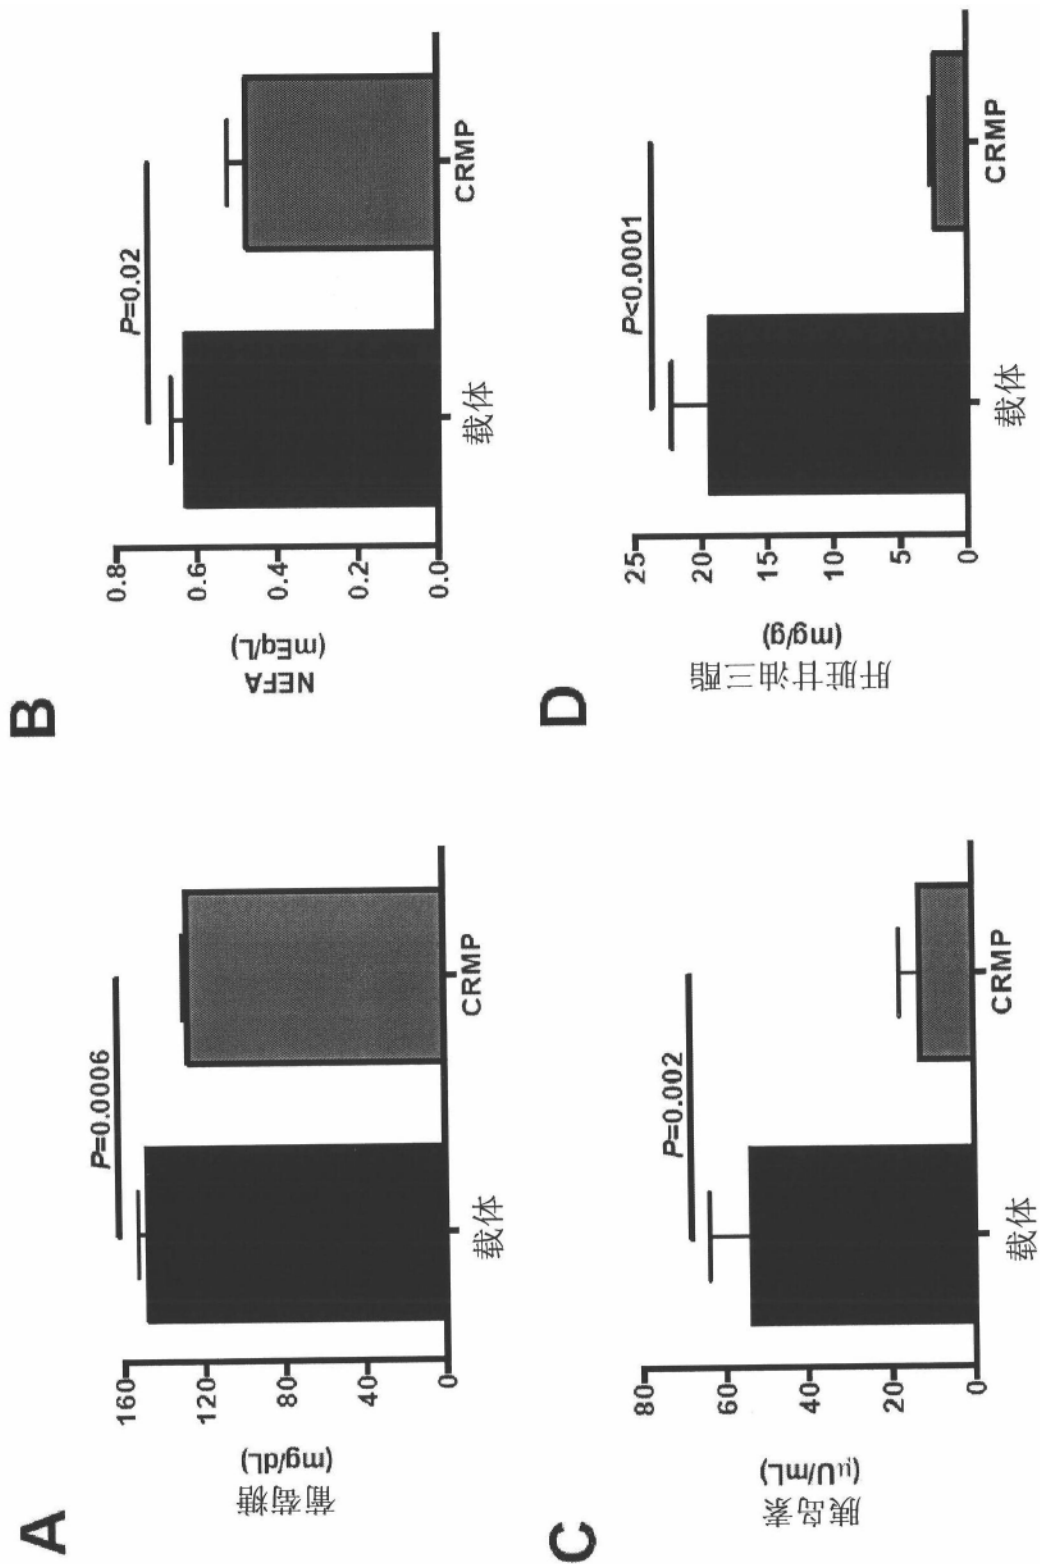 A
葡萄糖
(mg/dL)
160
120
80
40
0
P=0.0006
载体
CRMP
B
NEFA
(mEq/L)
0.8
0.6
0.4
0.2
0.0
P=0.02
载体
CRMP
C
胰岛素
(μU/mL)
80
60
40
20
0
P=0.002
载体
CRMP
D
肝脏甘油三酯
(mg/g)
25
20
15
10
5
0
P<0.0001
载体
CRMP